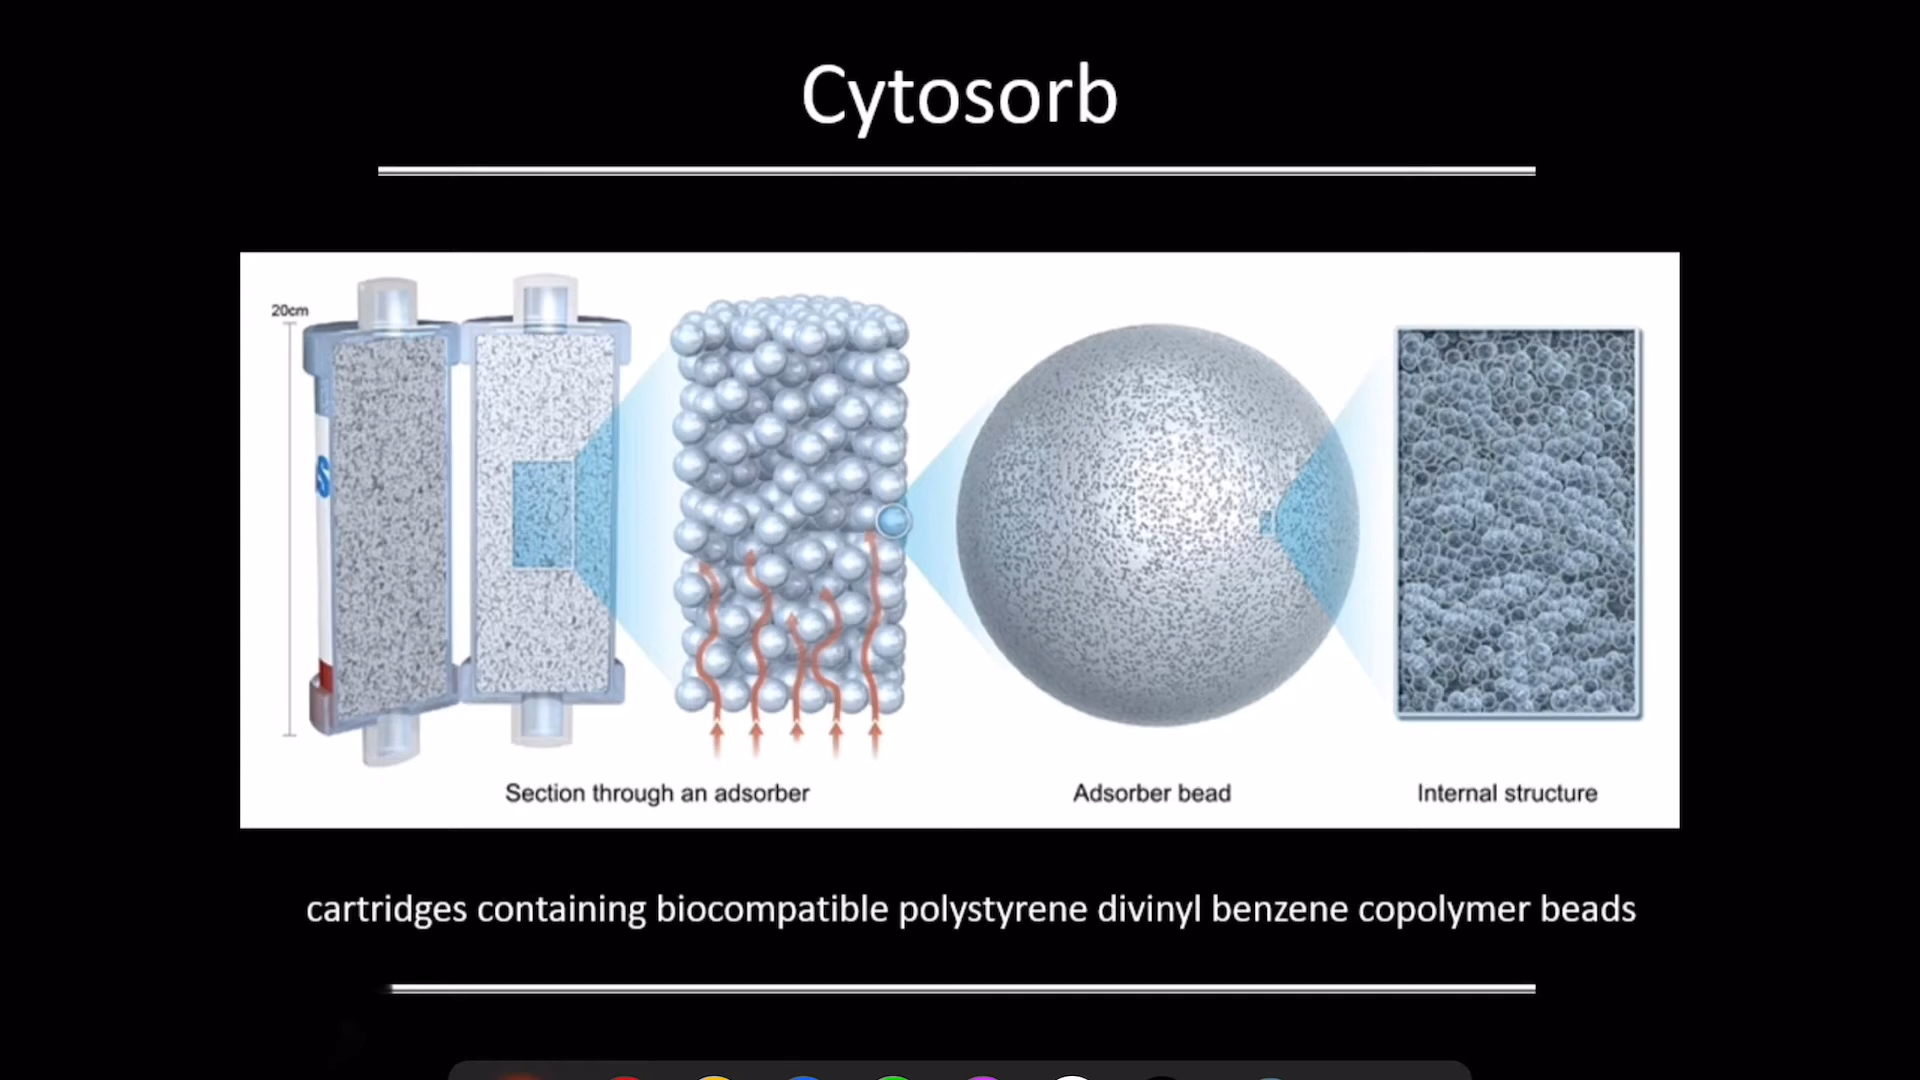 Cytosorb
20cm
S
Section through an adsorber
Adsorber bead
Internal structure
cartridges containing biocompatible polystyrene divinyl benzene copolymer beads